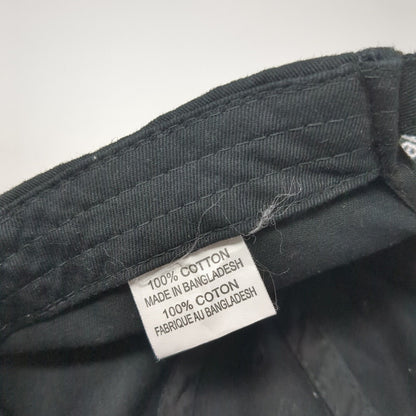 100% COTTON
MADE IN BANGLADESH
100% COTON
FABRIQUE AU BANGLADESH